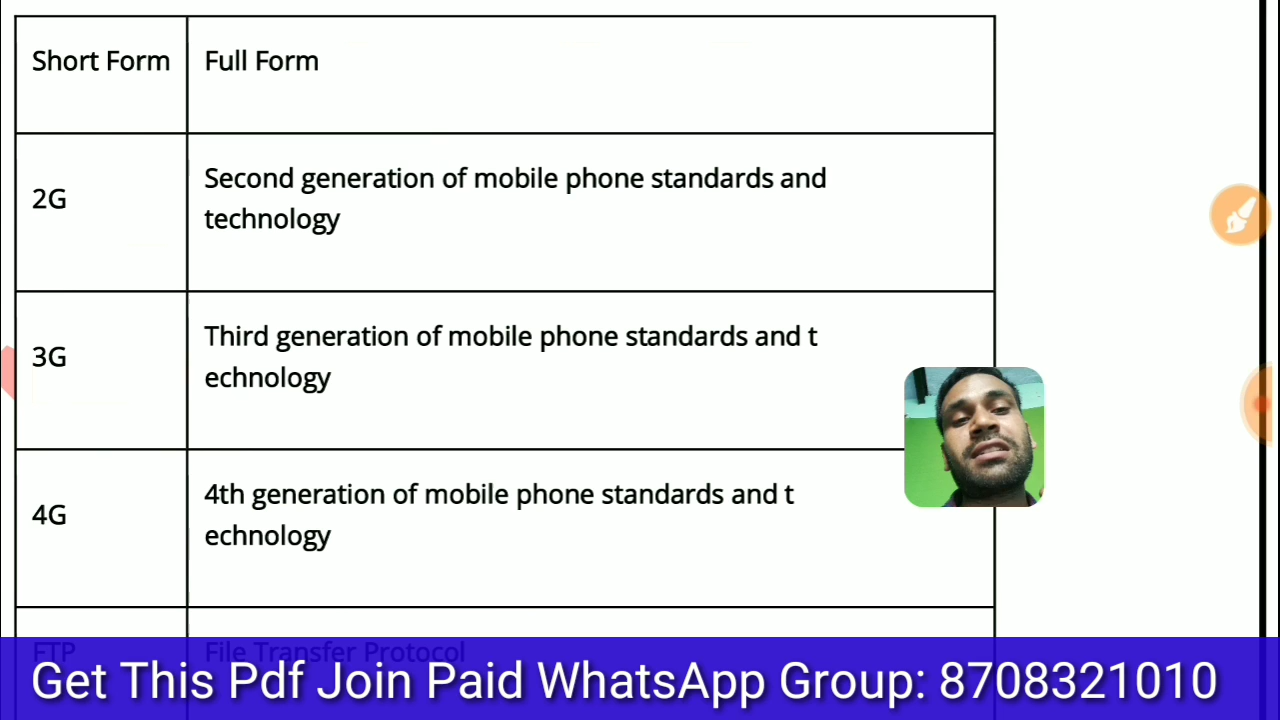 Short Form
Full Form
2G
Second generation of mobile phone standards and
technology
3G
Third generation of mobile phone standards and t
echnology
4G
4th generation of mobile phone standards and t
echnology
FTP
File Transfer Protocol
Get This Pdf Join Paid WhatsApp Group: 8708321010